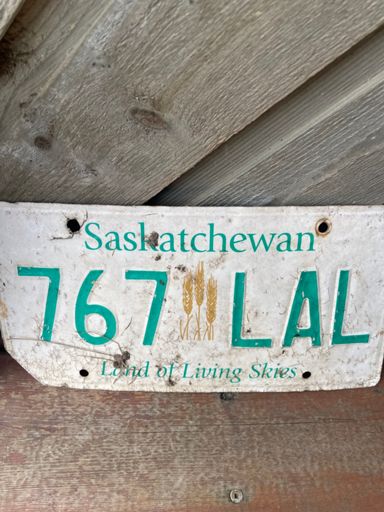 Saskatchewan
767 LAL
Land of Living Skies